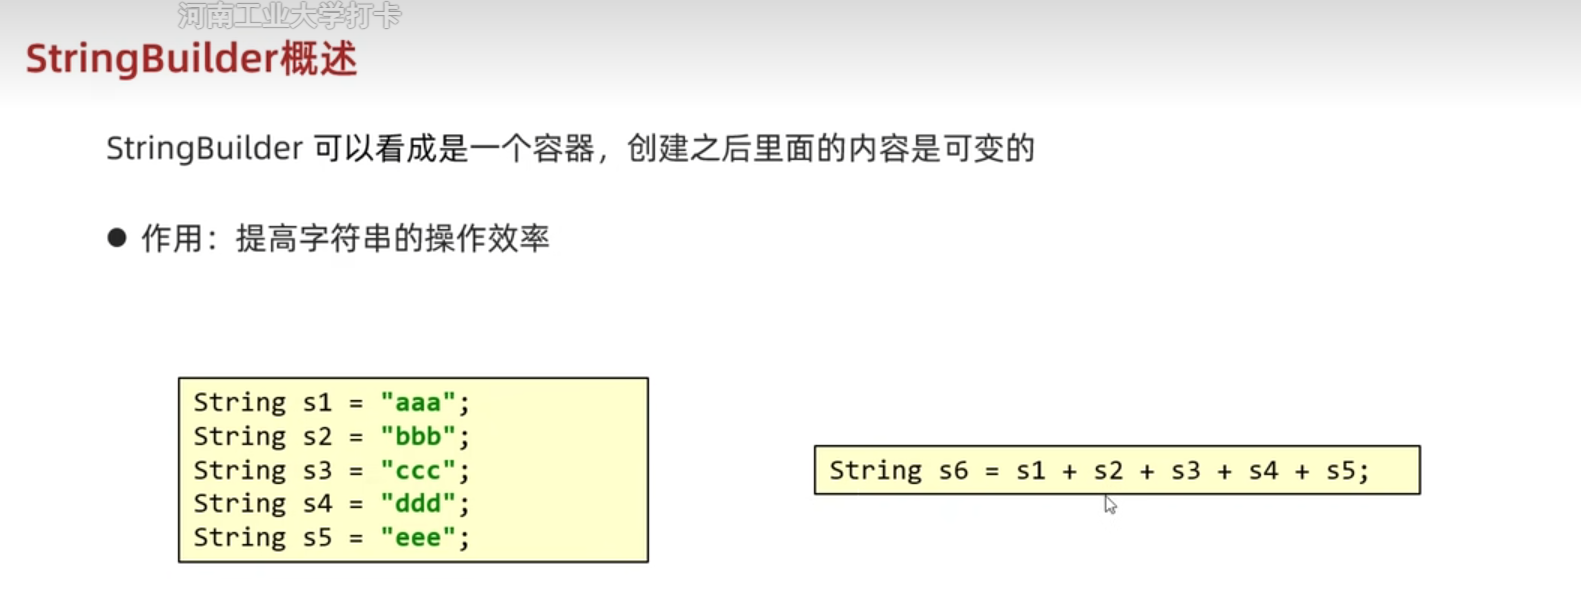 河南工业大学打卡
StringBuilder概述
StringBuilder 可以看成是一个容器，创建之后里面的内容是可变的
● 作用：提高字符串的操作效率
String s1 = "aaa";
String s2 = "bbb";
String s3 = "ccc";
String s4 = "ddd";
String s5 = "eee";
String s6 = s1 + s2 + s3 + s4 + s5;